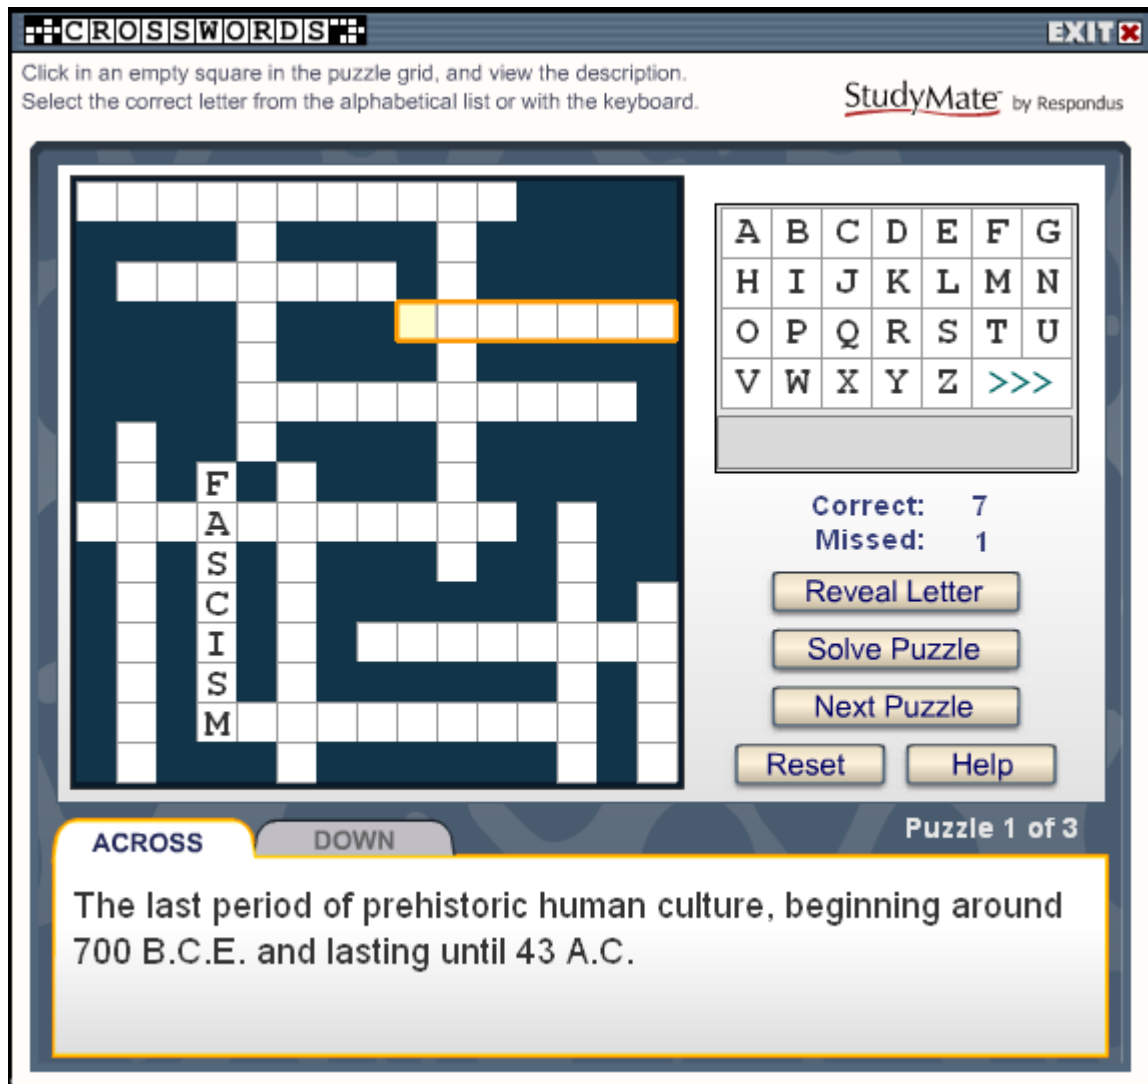 CROSSWORDS
EXIT
Click in an empty square in the puzzle grid, and view the description.
Select the correct letter from the alphabetical list or with the keyboard.
StudyMate by Respondus
A B C D E F G
H I J K L M N
O P Q R S T U
V W X Y Z >>>
F
A
S
C
I
S
M
Correct: 7
Missed: 1
Reveal Letter
Solve Puzzle
Next Puzzle
Reset Help
Puzzle 1 of 3
ACROSS DOWN
The last period of prehistoric human culture, beginning around
700 B.C.E. and lasting until 43 A.C.